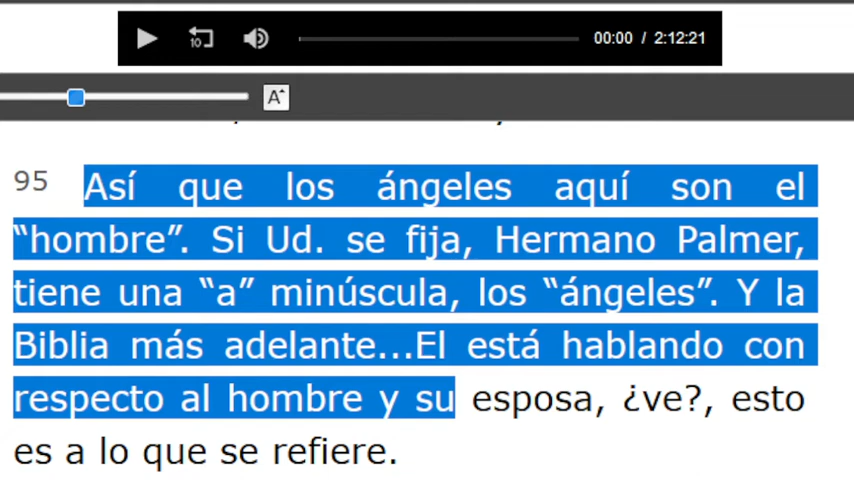 00:00 / 2:12:21
10
A
95 Así que los ángeles aquí son el
“hombre”. Si Ud. se fija, Hermano Palmer,
tiene una “a” minúscula, los “ángeles”. Y la
Biblia más adelante...El está hablando con
respecto al hombre y su esposa, ¿ve?, esto
es a lo que se refiere.